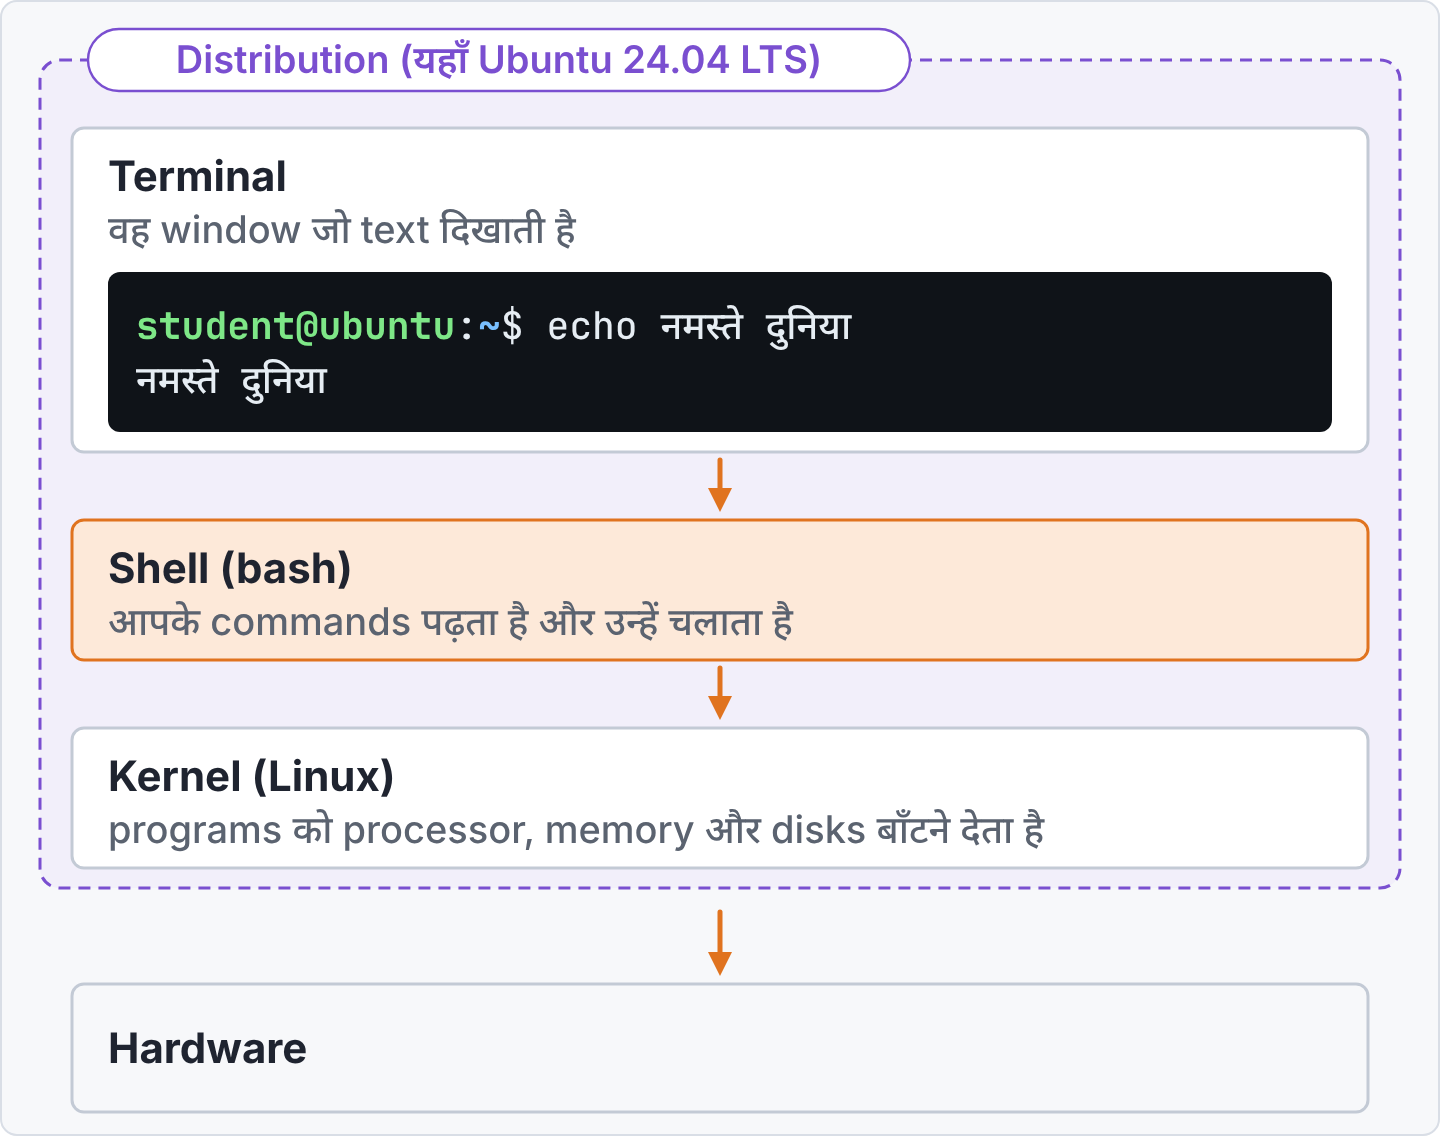 Distribution (यहाँ Ubuntu 24.04 LTS)
Terminal
वह window जो text दिखाती है
student@ubuntu:~$ echo नमस्ते दुनिया
नमस्ते दुनिया
Shell (bash)
आपके commands पढ़ता है और उन्हें चलाता है
Kernel (Linux)
programs को processor, memory और disks बाँटने देता है
Hardware